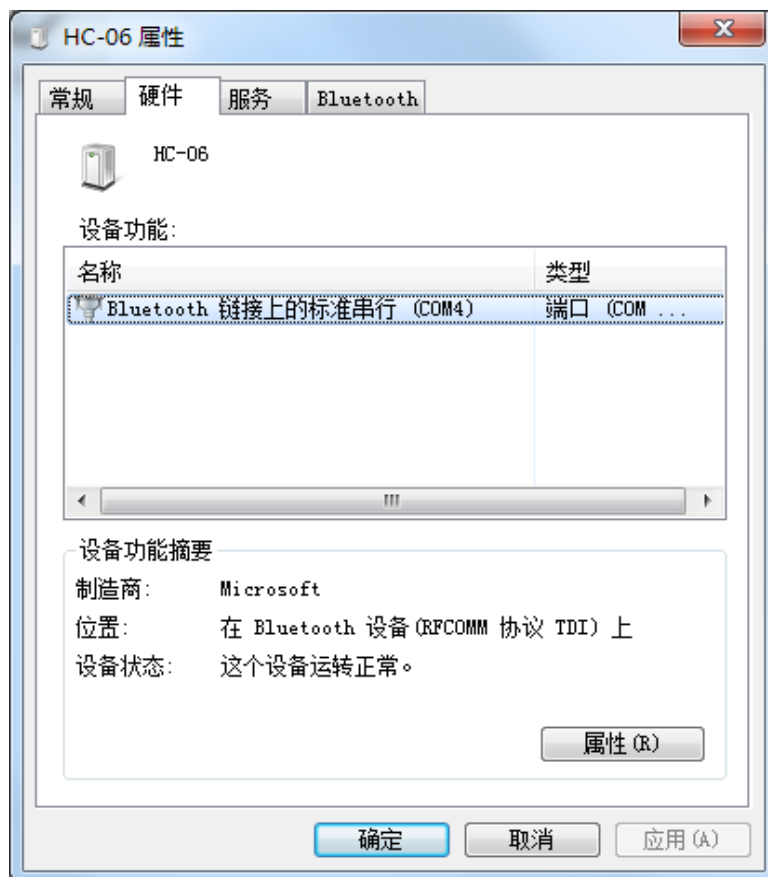 HC-06 属性
常规 硬件 服务 Bluetooth
HC-06
设备功能:
名称 类型
Bluetooth 链接上的标准串行 (COM4) 端口 (COM ...
设备功能摘要
制造商: Microsoft
位置: 在 Bluetooth 设备(RFCOMM 协议 TDI) 上
设备状态: 这个设备运转正常。
属性(R)
确定 取消 应用(A)